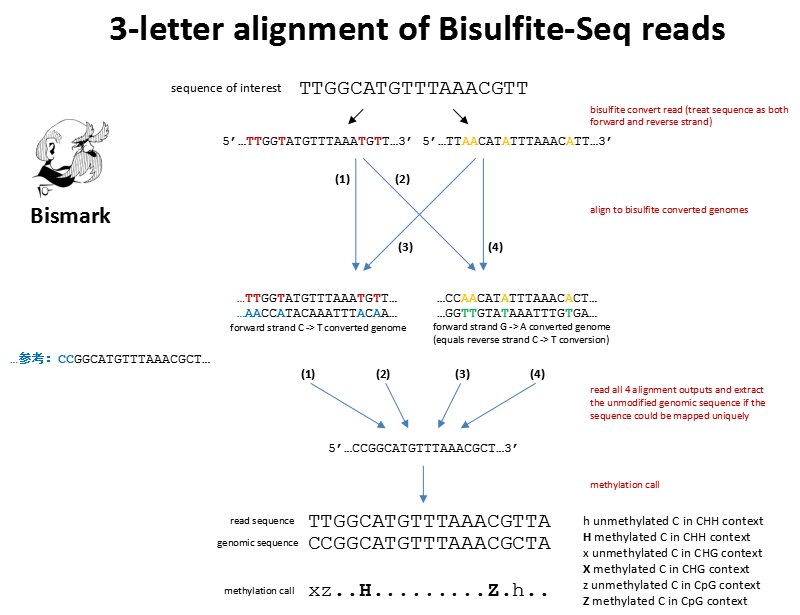 3-letter alignment of Bisulfite-Seq reads
sequence of interest TTGGCATGTTTAAACGTT
bisulfite convert read (treat sequence as both
forward and reverse strand)
5’…TTGGTATGTTTAAATGTT…3’ 5’…TTAACATATTTAAACATT…3’
(1) (2)
Bismark
align to bisulfite converted genomes
(3) (4)
…TTGGTATGTTTAAATGTT… …CCAACATATTTAAACACT…
…AACCATACAAATTTACAA… …GGTTGTATAAATTTGTGA…
forward strand C -> T converted genome forward strand G -> A converted genome
(equals reverse strand C -> T conversion)
…参考：CCGGCATGTTTAAACGCT…
(1) (2) (3) (4)
read all 4 alignment outputs and extract
the unmodified genomic sequence if the
sequence could be mapped uniquely
5’…CCGGCATGTTTAAACGCT…3’
methylation call
read sequence TTGGCATGTTTAAACGTTA
genomic sequence CCGGCATGTTTAAACGCTA
methylation call xz..H.........Z.h..
h unmethylated C in CHH context
H methylated C in CHH context
x unmethylated C in CHG context
X methylated C in CHG context
z unmethylated C in CpG context
Z methylated C in CpG context